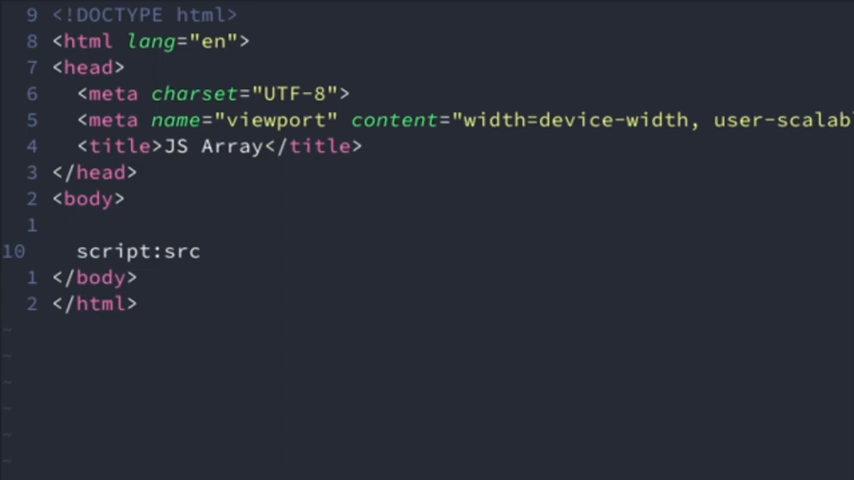 9 <!DOCTYPE html>
8 <html lang="en">
7 <head>
6   <meta charset="UTF-8">
5   <meta name="viewport" content="width=device-width, user-scalabl
4   <title>JS Array</title>
3 </head>
2 <body>
1
10   script:src
1 </body>
2 </html>
~
~
~
~
~
~